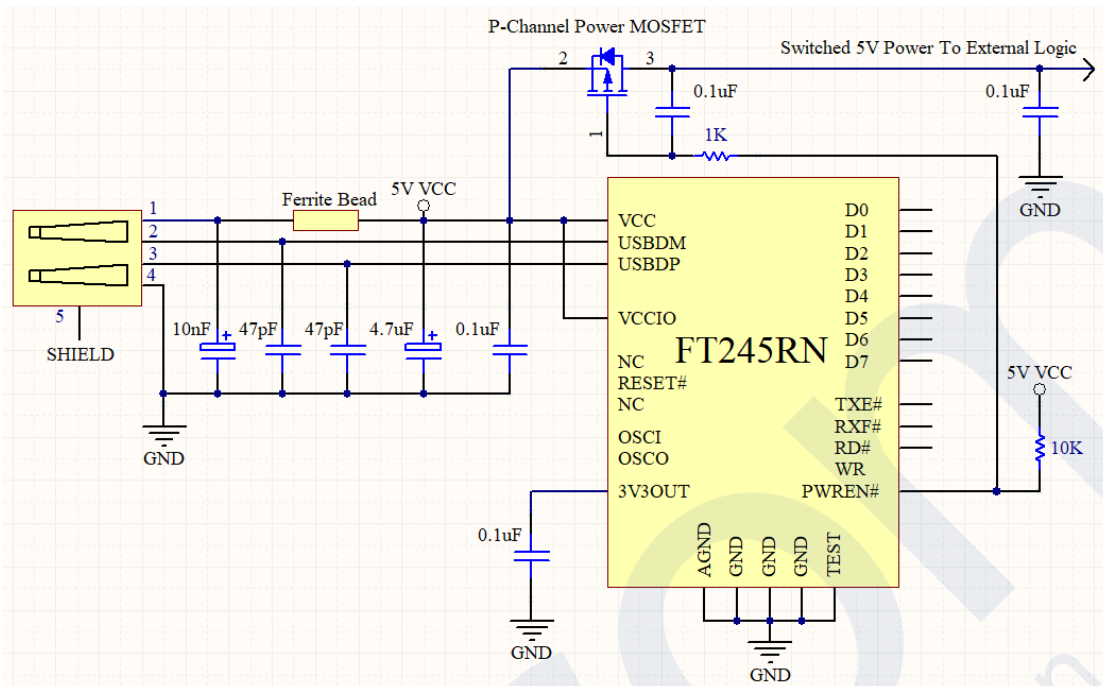 P-Channel Power MOSFET
Switched 5V Power To External Logic
2
3
0.1uF
0.1uF
1
1K
GND
5V VCC
Ferrite Bead
1
2
3
4
5
SHIELD
10nF
47pF
47pF
4.7uF
0.1uF
GND
VCC
USBDM
USBDP
VCCIO
NC
RESET#
NC
OSCI
OSCO
3V3OUT
FT245RN
D0
D1
D2
D3
D4
D5
D6
D7
TXE#
RXF#
RD#
WR
PWREN#
5V VCC
10K
0.1uF
GND
AGND
GND
GND
GND
TEST
GND